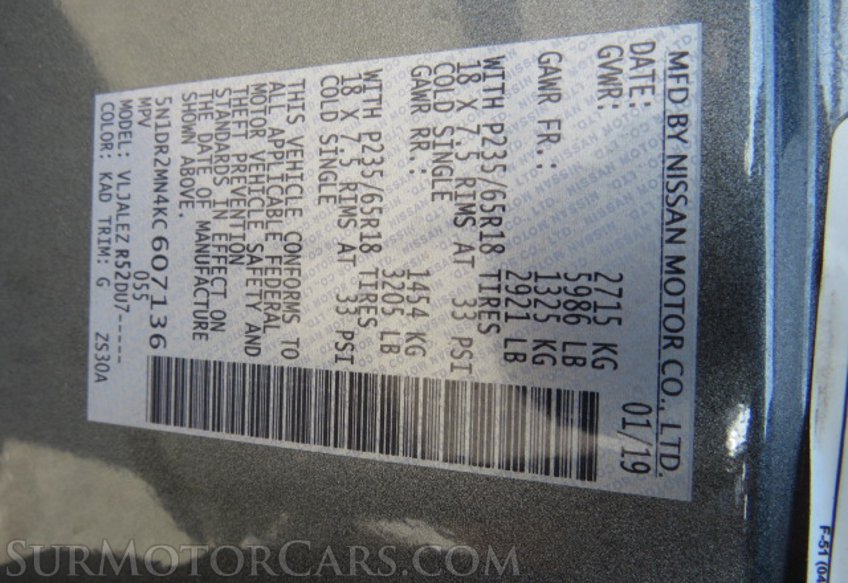 MFD BY NISSAN MOTOR CO., LTD.
DATE: 01/19
GVWR: 2715 KG
5986 LB
GAWR FR.: 1325 KG
2921 LB
WITH P235/65R18 TIRES
18 X 7.5 RIMS AT 33 PSI
COLD SINGLE
GAWR RR.: 1454 KG
3205 LB
WITH P235/65R18 TIRES
18 X 7.5 RIMS AT 33 PSI
COLD SINGLE
THIS VEHICLE CONFORMS TO
ALL APPLICABLE FEDERAL
MOTOR VEHICLE SAFETY AND
THEFT PREVENTION
STANDARDS IN EFFECT ON
THE DATE OF MANUFACTURE
SHOWN ABOVE.
5N1DR2MN4KC607136
MPV 055
MODEL: VLJALEZ R52DU7-----
COLOR: KAD TRIM: G ZS30A
F-51
SURMOTORCARS.COM